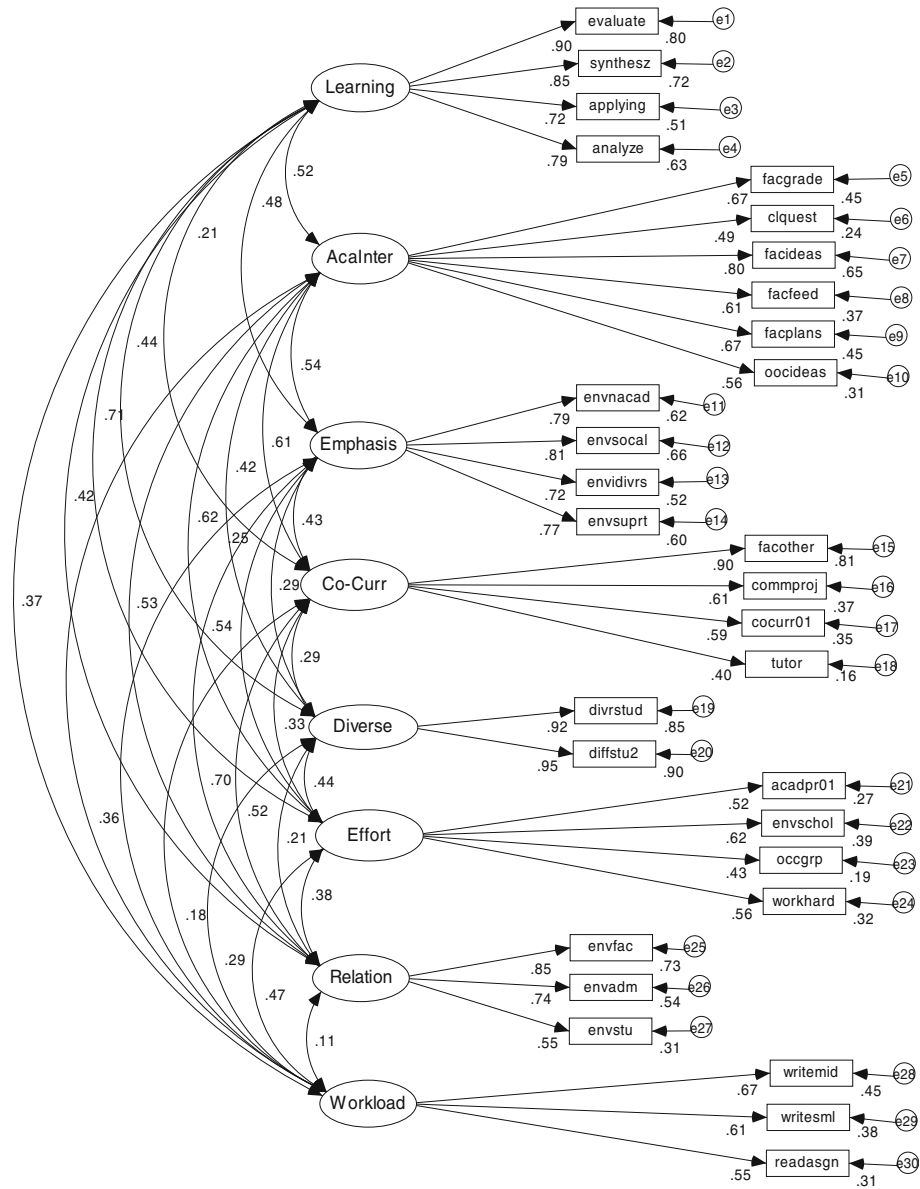 evaluate
e1
.90
.80
synthesz
e2
.85
.72
Learning
applying
e3
.72
.51
analyze
e4
.79
.63
.52
facgrade
e5
.67
.45
.48
clquest
e6
.49
.24
.21
AcaInter
facideas
e7
.80
.65
facfeed
e8
.61
.37
facplans
e9
.67
.45
.44
.54
oocideas
e10
.56
.31
envnacad
e11
.79
.62
.71
.61
Emphasis
envsocal
e12
.81
.66
.42
envidivrs
e13
.72
.52
.42
.62
.43
envsuprt
e14
.77
.60
.25
facother
e15
.90
.81
.29
Co-Curr
commproj
e16
.61
.37
.37
.53
cocurr01
e17
.59
.35
.54
.29
tutor
e18
.40
.16
divrstud
e19
.92
.85
.33
Diverse
diffstu2
e20
.95
.90
.70
.44
acadpr01
e21
.52
.27
.36
.52
envschol
e22
.62
.39
.21
Effort
occgrp
e23
.43
.19
.38
workhard
e24
.56
.32
.18
envfac
e25
.85
.73
.29
Relation
envadm
e26
.74
.54
.47
envstu
e27
.55
.31
.11
writemid
e28
.67
.45
Workload
writesml
e29
.61
.38
readasgn
e30
.55
.31